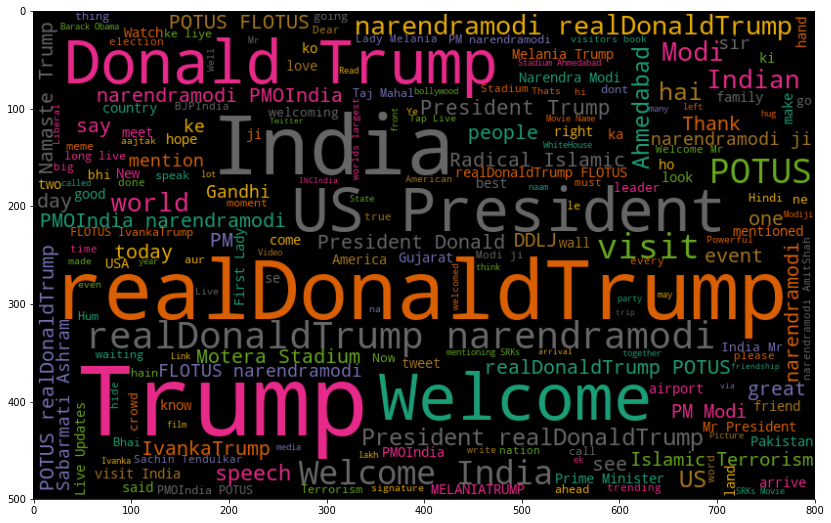 0
100
200
300
400
500
0
100
200
300
400
500
600
700
800
thing
POTUS FLOTUS
going
narendramodi realDonaldTrump
hand
Barack Obama
Watch
ke liye
Dear
Lady Melania
PM narendramodi
visitors book
election
Mr
Well
ko
love
Donald Trump
Melania Trump
Stadium Ahmedabad
Modi
sir
ki
Namaste Trump
narendramodi PMOIndia
Read
Taj Mahal
bollywood
Stadium
Thats
hi
Narendra Modi
dont
hai
Indian
family
go
country
BJPIndia
welcoming
Ye
President Trump
Ahmedabad
many
left
make
Liberal
say
meet
ke
Twitter
Tap Live
front
Movie Name
hug
Thank
meme
aajtak
hope
ji
India
worlds largest
people
WhiteHouse
right
ka
narendramodi ji
long live
mention
Radical Islamic
Welcome Mr
big
New
ho
POTUS
two
called
bhi
speak
lot
INCIndia
American
realDonaldTrump FLOTUS
look
day
good
done
Gandhi
moment
best
naam
must
leader
Hindi
ne
world
State
US President
le
one
Modiji
PMOIndia narendramodi
true
mentioned
FLOTUS IvankaTrump
PM
come
President Donald
DDLJ
wall
visit
Powerful
event
time
today
Video
made
year
USA
aur
First Lady
America
Gujarat
Modi ji
every
even
se
Live
welcomed
think
party
may
realDonaldTrump
na
trip
narendramodi
narendramodi AmitShah
POTUS realDonaldTrump
Hum
realDonaldTrump narendramodi
India Mr
waiting
Link
Motera Stadium
Now
mentioning SRKs
arrival
together
please
Sabarmati Ashram
hain
FLOTUS narendramodi
tweet
realDonaldTrump POTUS
friendship
hide
Trump
Welcome
airport
via
great
crowd
know
PM Modi
friend
Live Updates
film
President realDonaldTrump
Mr President
Picture
Bhai
IvankaTrump
media
lakh
PMOIndia
write
nation
call
Pakistan
Ivanka
Sachin Tendulkar
ek
see
Islamic Terrorism
visit India
speech
Welcome India
Prime Minister
US
word
land
arrive
said
PMOIndia POTUS
Terrorism
signature
MELANIATRUMP
ahead
trending
SRKs Movie